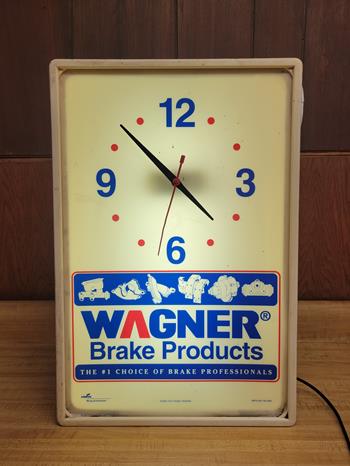 12
9 3
6
WAGNER®
Brake Products
THE #1 CHOICE OF BRAKE PROFESSIONALS